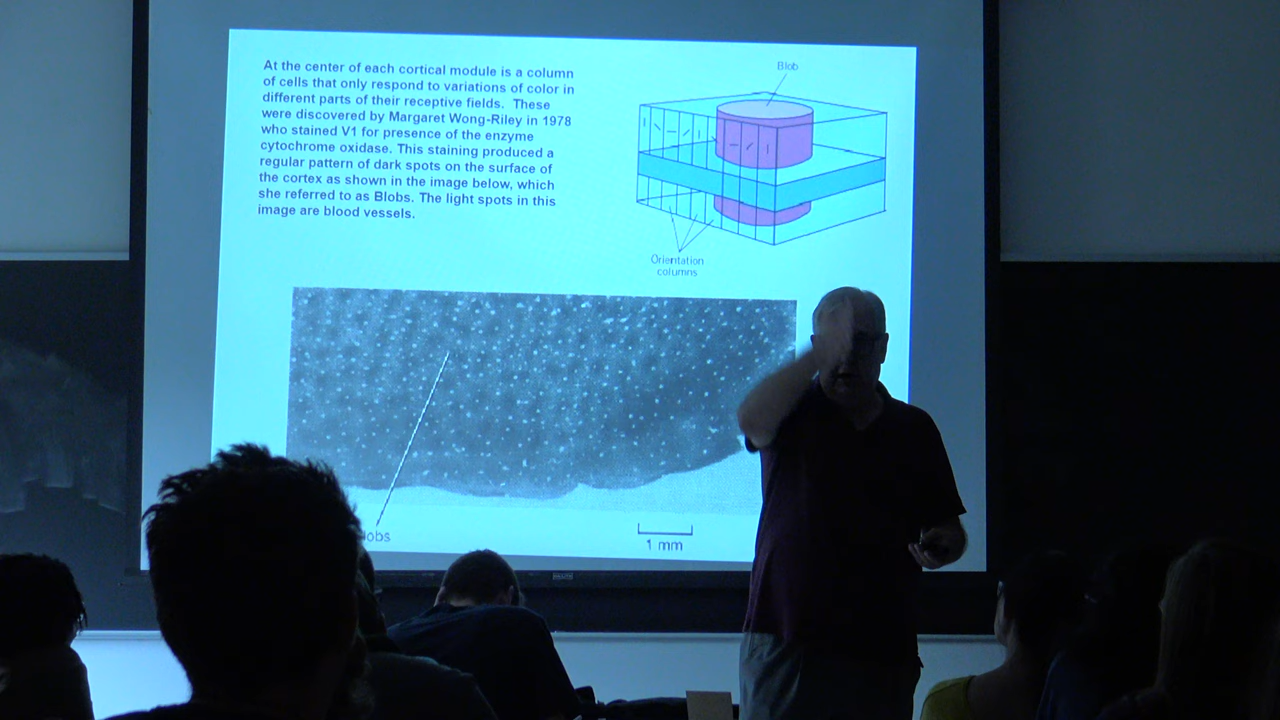 At the center of each cortical module is a column
of cells that only respond to variations of color in
different parts of their receptive fields.  These
were discovered by Margaret Wong-Riley in 1978
who stained V1 for presence of the enzyme
cytochrome oxidase. This staining produced a
regular pattern of dark spots on the surface of
the cortex as shown in the image below, which
she referred to as Blobs. The light spots in this
image are blood vessels.
Blob
Orientation
columns
lobs
1 mm